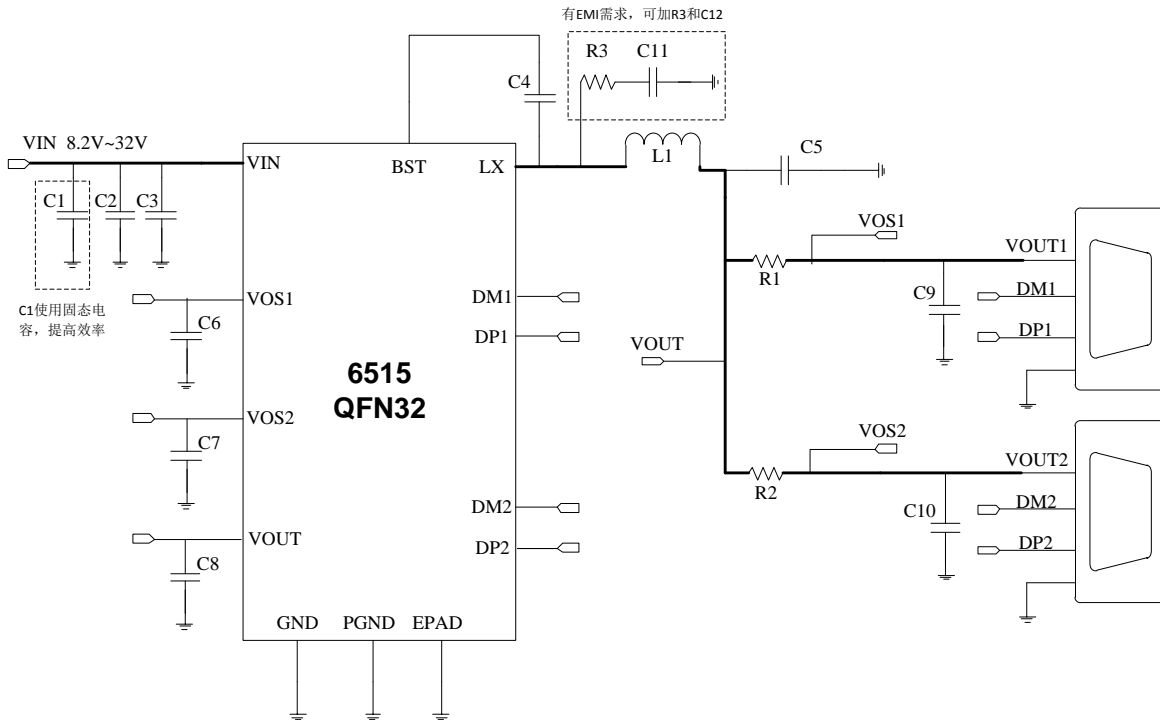 有EMI需求，可加R3和C12
R3
C11
C4
VIN 8.2V~32V
VIN
BST
LX
L1
C5
C1
C2
C3
VOS1
VOUT1
R1
C1使用固态电
容，提高效率
VOS1
C6
DM1
DP1
C9
DM1
DP1
VOUT
6515
QFN32
VOS2
C7
VOS2
VOUT2
R2
DM2
DP2
C10
DM2
DP2
VOUT
C8
GND
PGND
EPAD